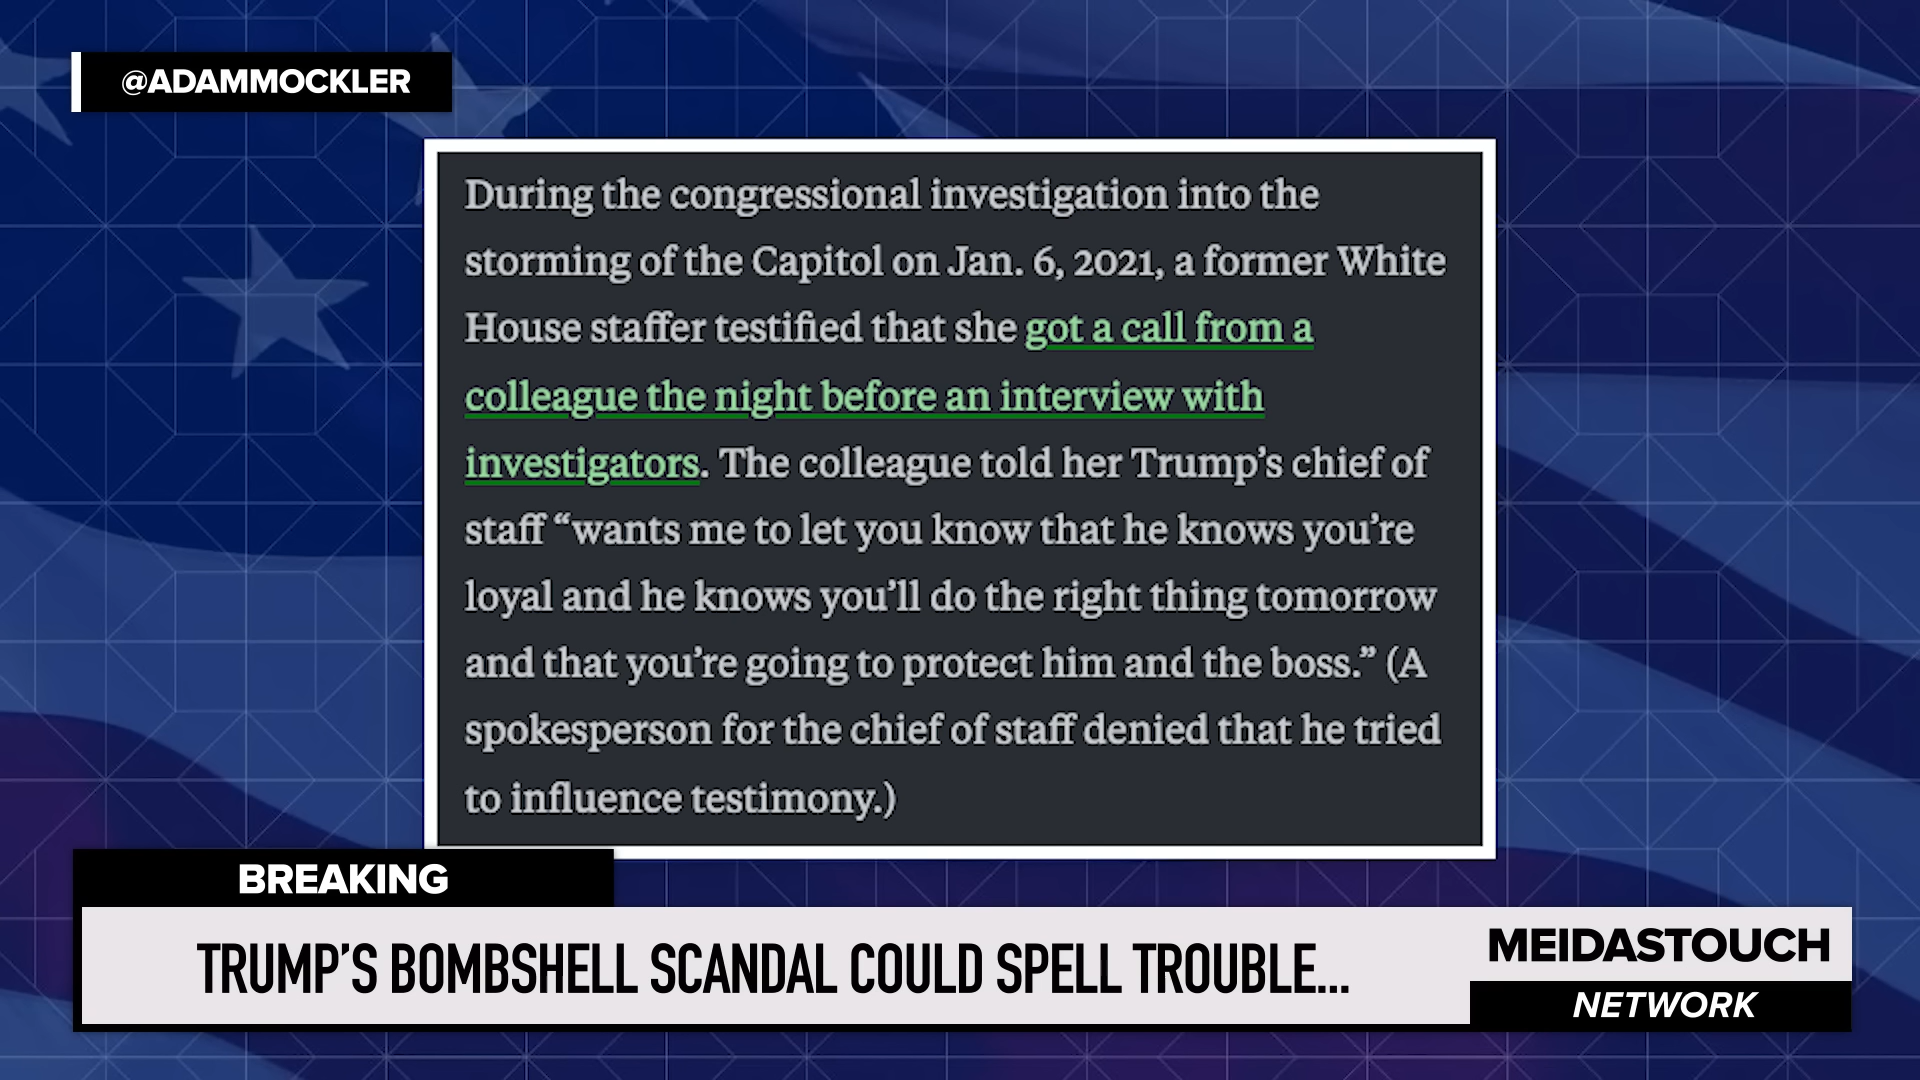 @ADAMMOCKLER
During the congressional investigation into the
storming of the Capitol on Jan. 6, 2021, a former White
House staffer testified that she got a call from a
colleague the night before an interview with
investigators. The colleague told her Trump’s chief of
staff “wants me to let you know that he knows you’re
loyal and he knows you’ll do the right thing tomorrow
and that you’re going to protect him and the boss.” (A
spokesperson for the chief of staff denied that he tried
to influence testimony.)
BREAKING
TRUMP’S BOMBSHELL SCANDAL COULD SPELL TROUBLE...
MEIDASTOUCH
NETWORK